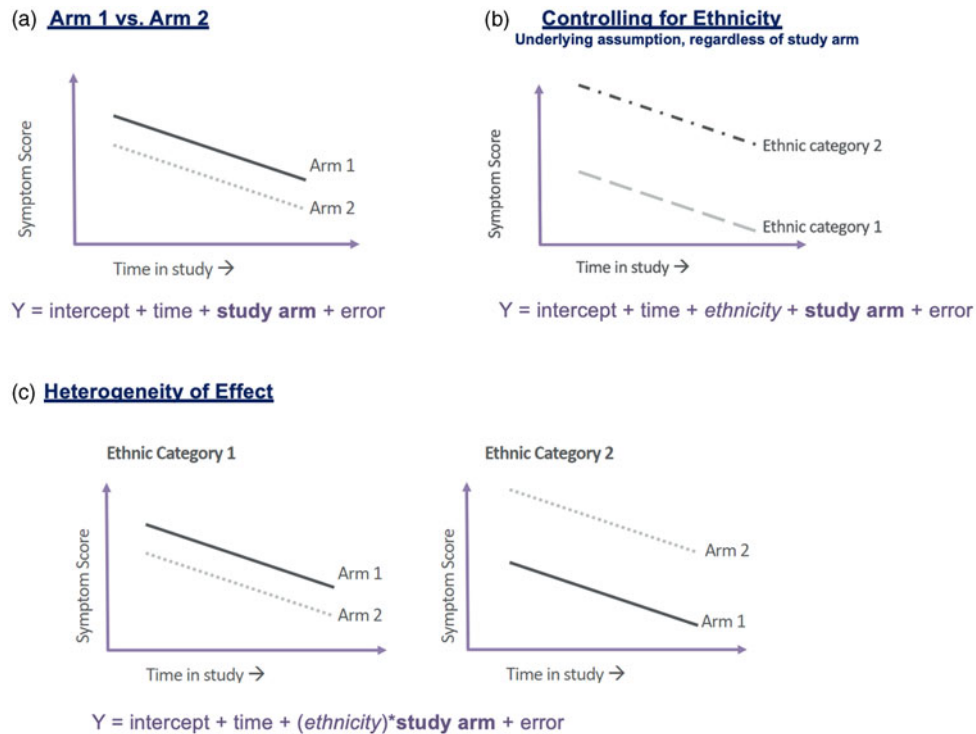 (a) Arm 1 vs. Arm 2
Symptom Score
Arm 1
Arm 2
Time in study →
Y = intercept + time + study arm + error
(b) Controlling for Ethnicity
Underlying assumption, regardless of study arm
Symptom Score
Ethnic category 2
Ethnic category 1
Time in study →
Y = intercept + time + ethnicity + study arm + error
(c) Heterogeneity of Effect
Ethnic Category 1
Symptom Score
Arm 1
Arm 2
Time in study →
Ethnic Category 2
Symptom Score
Arm 2
Arm 1
Time in study →
Y = intercept + time + (ethnicity)*study arm + error